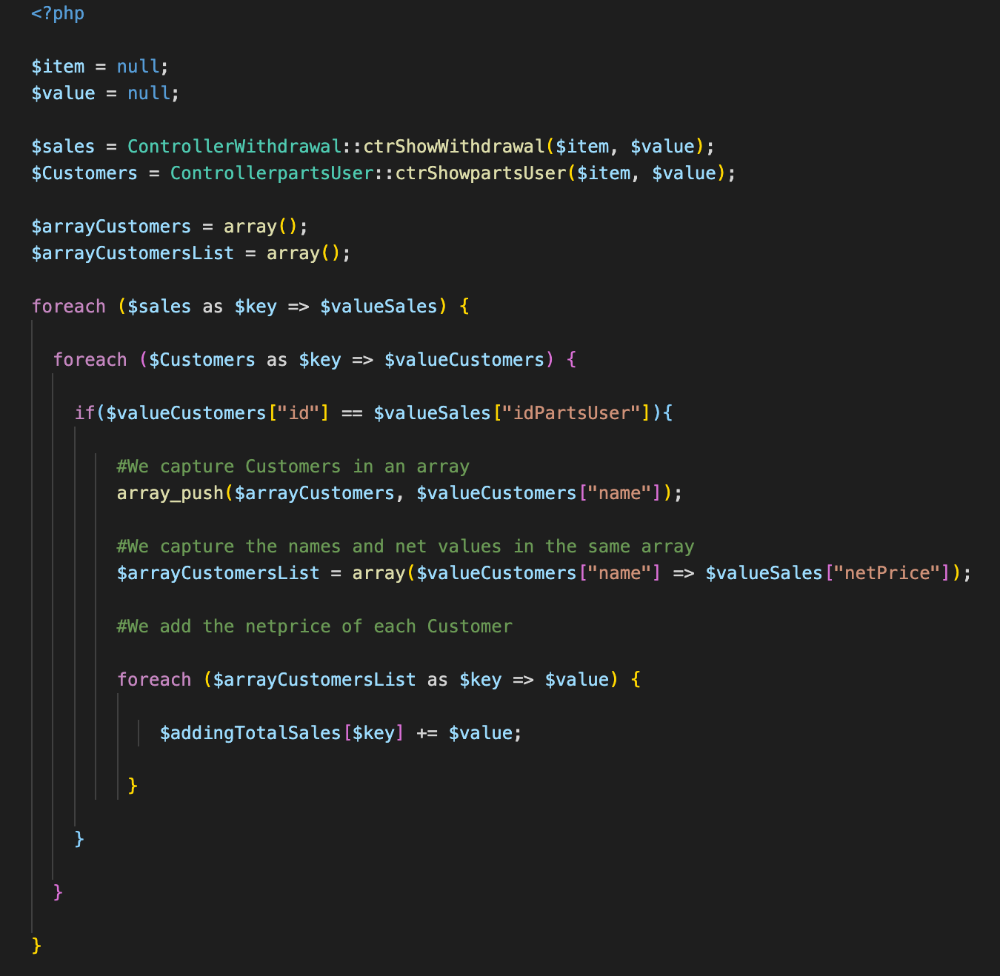 <?php
$item = null;
$value = null;
$sales = ControllerWithdrawal::ctrShowWithdrawal($item, $value);
$Customers = ControllerpartsUser::ctrShowpartsUser($item, $value);
$arrayCustomers = array();
$arrayCustomersList = array();
foreach ($sales as $key => $valueSales) {
foreach ($Customers as $key => $valueCustomers) {
if($valueCustomers["id"] == $valueSales["idPartsUser"]){
#We capture Customers in an array
array_push($arrayCustomers, $valueCustomers["name"]);
#We capture the names and net values in the same array
$arrayCustomersList = array($valueCustomers["name"] => $valueSales["netPrice"]);
#We add the netprice of each Customer
foreach ($arrayCustomersList as $key => $value) {
$addingTotalSales[$key] += $value;
}
}
}
}